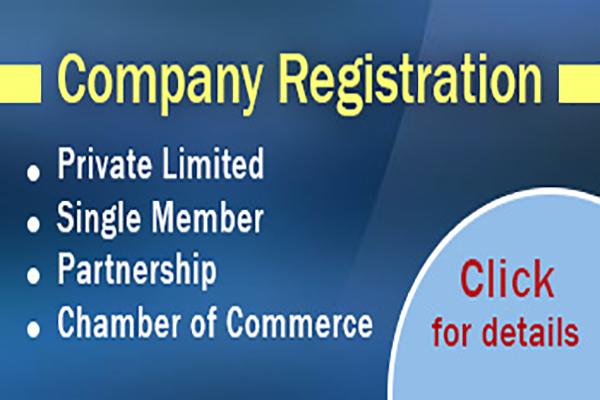 Company Registration
Private Limited
Single Member
Partnership
Chamber of Commerce
Click
for details